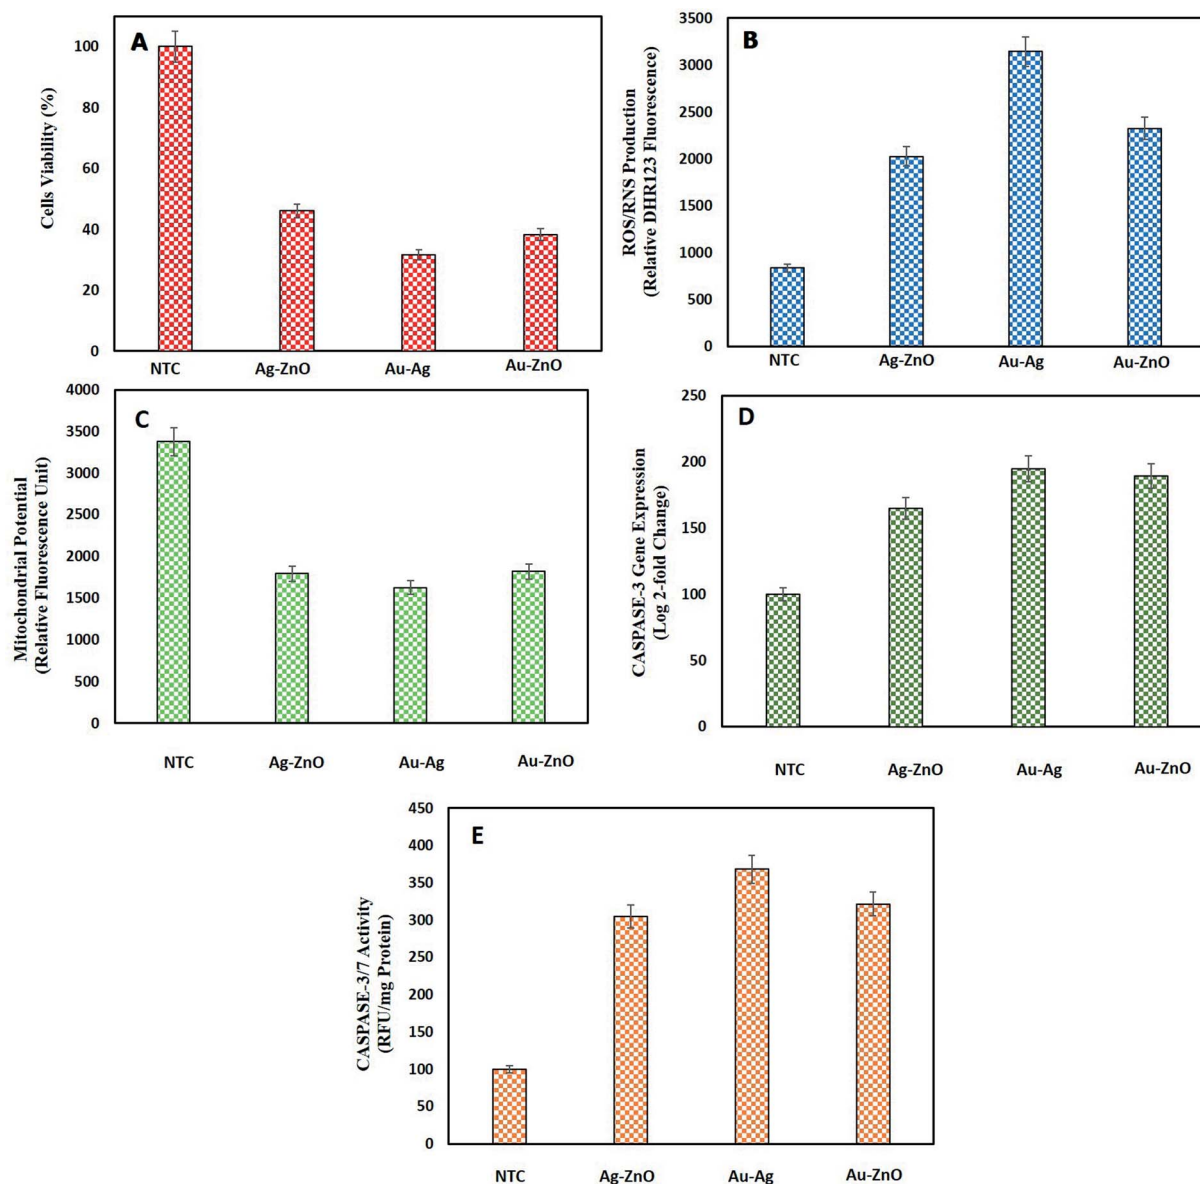 A
Cells Viability (%)
100
80
60
40
20
0
NTC
Ag-ZnO
Au-Ag
Au-ZnO
B
ROS/RNS Production
(Relative DHR123 Fluorescence)
3500
3000
2500
2000
1500
1000
500
0
NTC
Ag-ZnO
Au-Ag
Au-ZnO
C
Mitochondrial Potential
(Relative Fluorescence Unit)
4000
3500
3000
2500
2000
1500
1000
500
0
NTC
Ag-ZnO
Au-Ag
Au-ZnO
D
CASPASE-3 Gene Expression
(Log 2-fold Change)
250
200
150
100
50
0
NTC
Ag-ZnO
Au-Ag
Au-ZnO
E
CASPASE-3/7 Activity
(RFU/mg Protein)
450
400
350
300
250
200
150
100
50
0
NTC
Ag-ZnO
Au-Ag
Au-ZnO